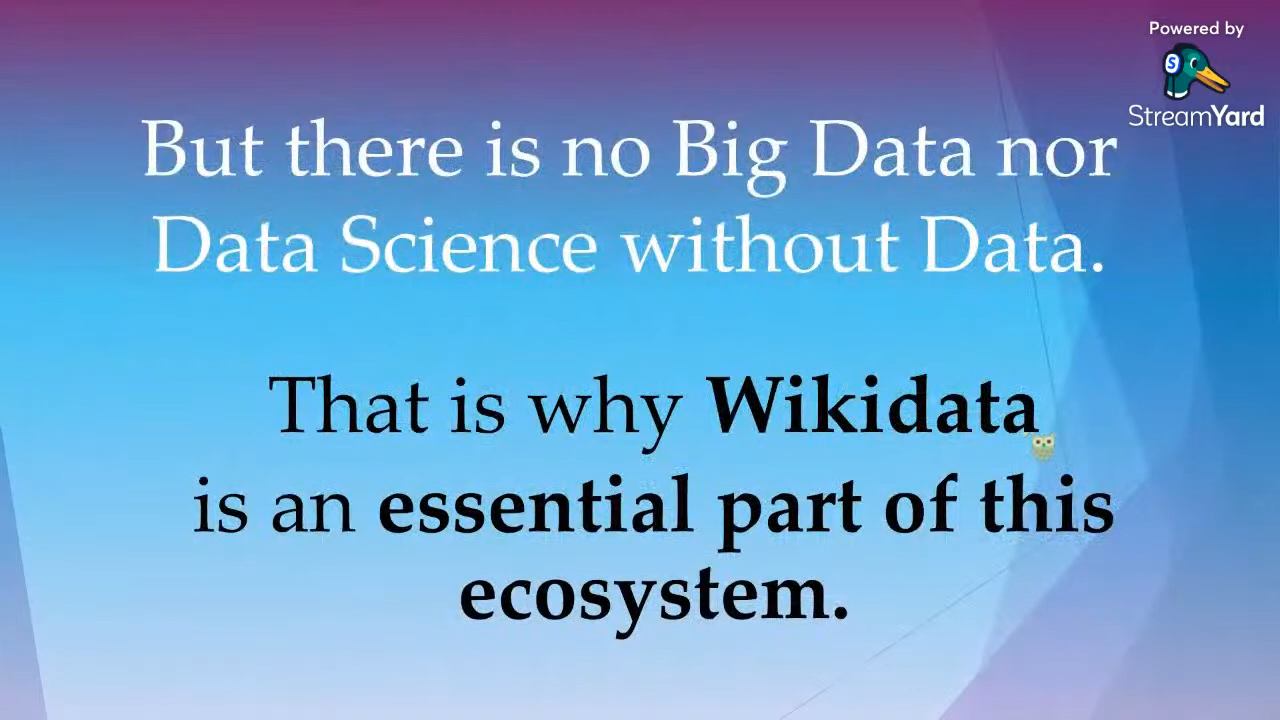 Powered by
S
StreamYard
But there is no Big Data nor
Data Science without Data.
That is why Wikidata
is an essential part of this
ecosystem.